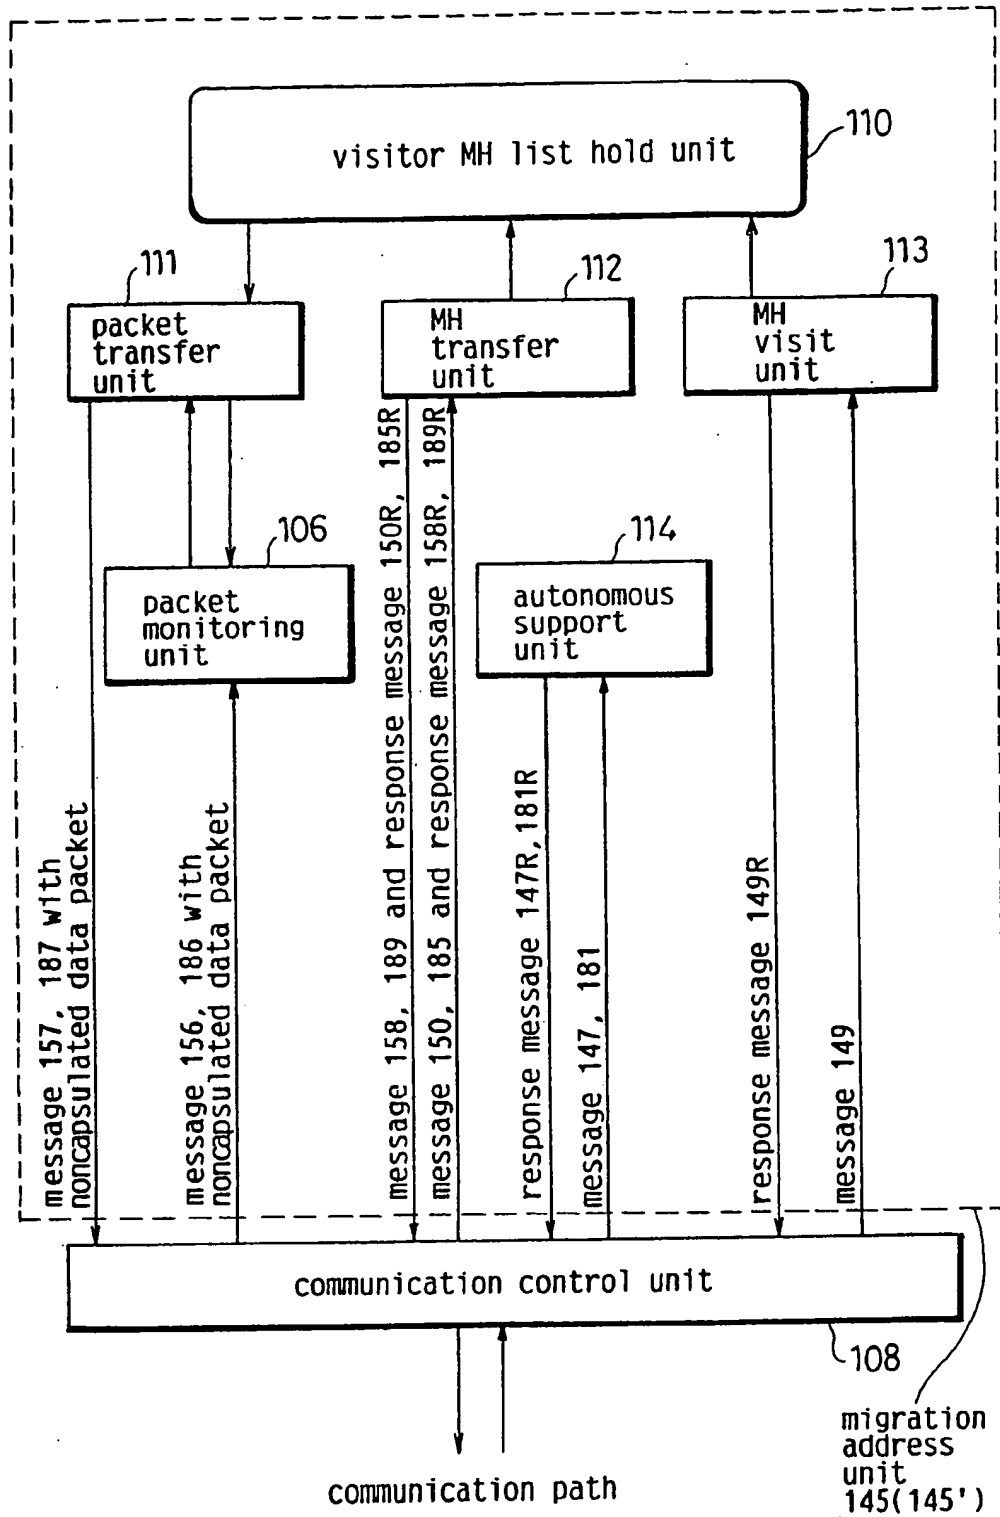 visitor MH list hold unit
110
111
112
113
packet
transfer
unit
MH
transfer
unit
MH
visit
unit
106
114
packet
monitoring
unit
autonomous
support
unit
message 157, 187 with
noncapsulated data packet
message 156, 186 with
noncapsulated data packet
message 158, 189 and response message 150R, 185R
message 150, 185 and response message 158R, 189R
response message 147R,181R
message 147, 181
response message 149R
message 149
communication control unit
108
communication path
migration
address
unit
145(145')